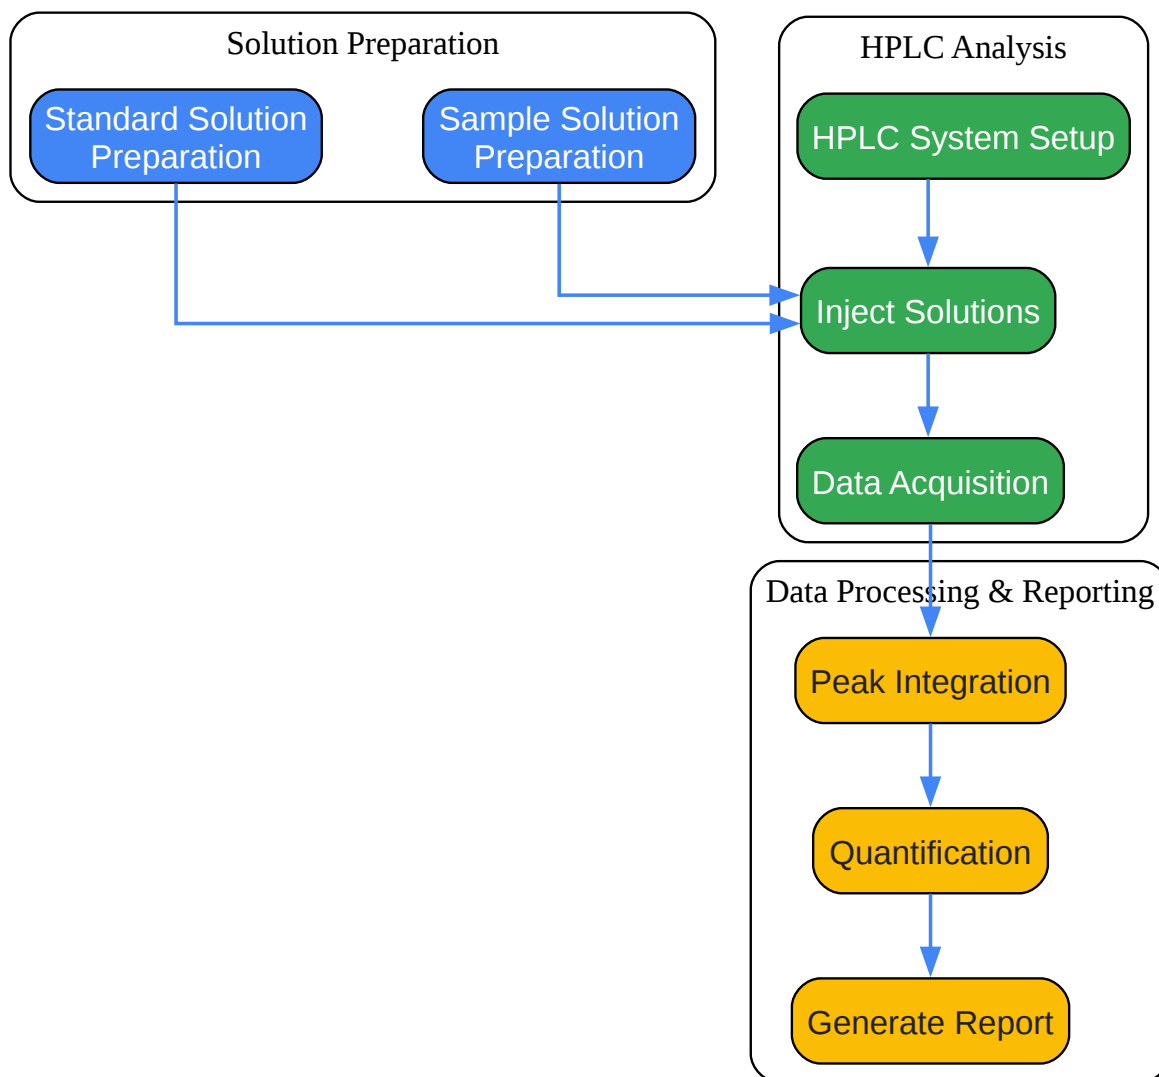 Solution Preparation
Standard Solution
Preparation
Sample Solution
Preparation
HPLC Analysis
HPLC System Setup
Inject Solutions
Data Acquisition
Data Processing & Reporting
Peak Integration
Quantification
Generate Report